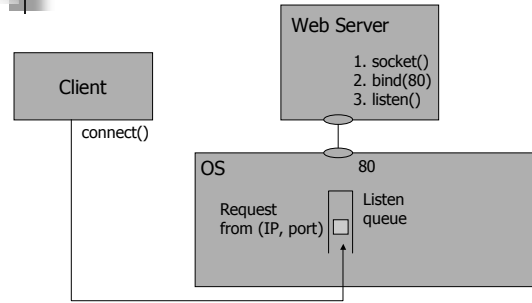 Web Server
1. socket()
2. bind(80)
3. listen()
Client
connect()
OS
80
Request
from (IP, port)
Listen
queue